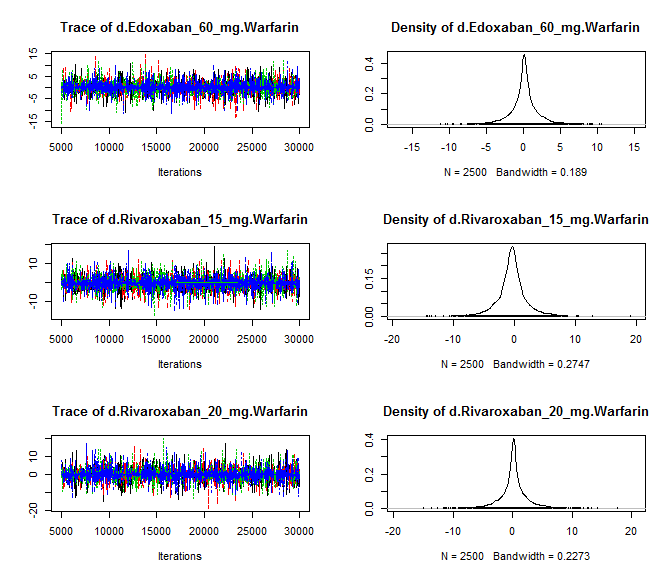 Trace of d.Edoxaban_60_mg.Warfarin
15
5
-5
-15
5000 10000 15000 20000 25000 30000
Iterations
Density of d.Edoxaban_60_mg.Warfarin
0.4
0.2
0.0
-15 -10 -5 0 5 10 15
N = 2500 Bandwidth = 0.189
Trace of d.Rivaroxaban_15_mg.Warfarin
10
-10
5000 10000 15000 20000 25000 30000
Iterations
Density of d.Rivaroxaban_15_mg.Warfarin
0.15
0.00
-20 -10 0 10 20
N = 2500 Bandwidth = 0.2747
Trace of d.Rivaroxaban_20_mg.Warfarin
10
0
-20
5000 10000 15000 20000 25000 30000
Iterations
Density of d.Rivaroxaban_20_mg.Warfarin
0.4
0.2
0.0
-20 -10 0 10 20
N = 2500 Bandwidth = 0.2273